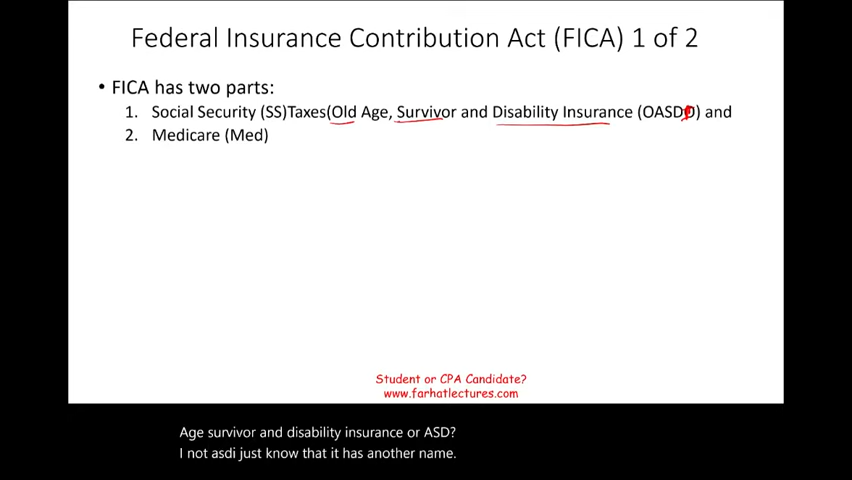 Federal Insurance Contribution Act (FICA) 1 of 2
• FICA has two parts:
1. Social Security (SS)Taxes(Old Age, Survivor and Disability Insurance (OASDI) and
2. Medicare (Med)
Student or CPA Candidate?
www.farhatlectures.com
Age survivor and disability insurance or ASD?
I not asdi just know that it has another name.